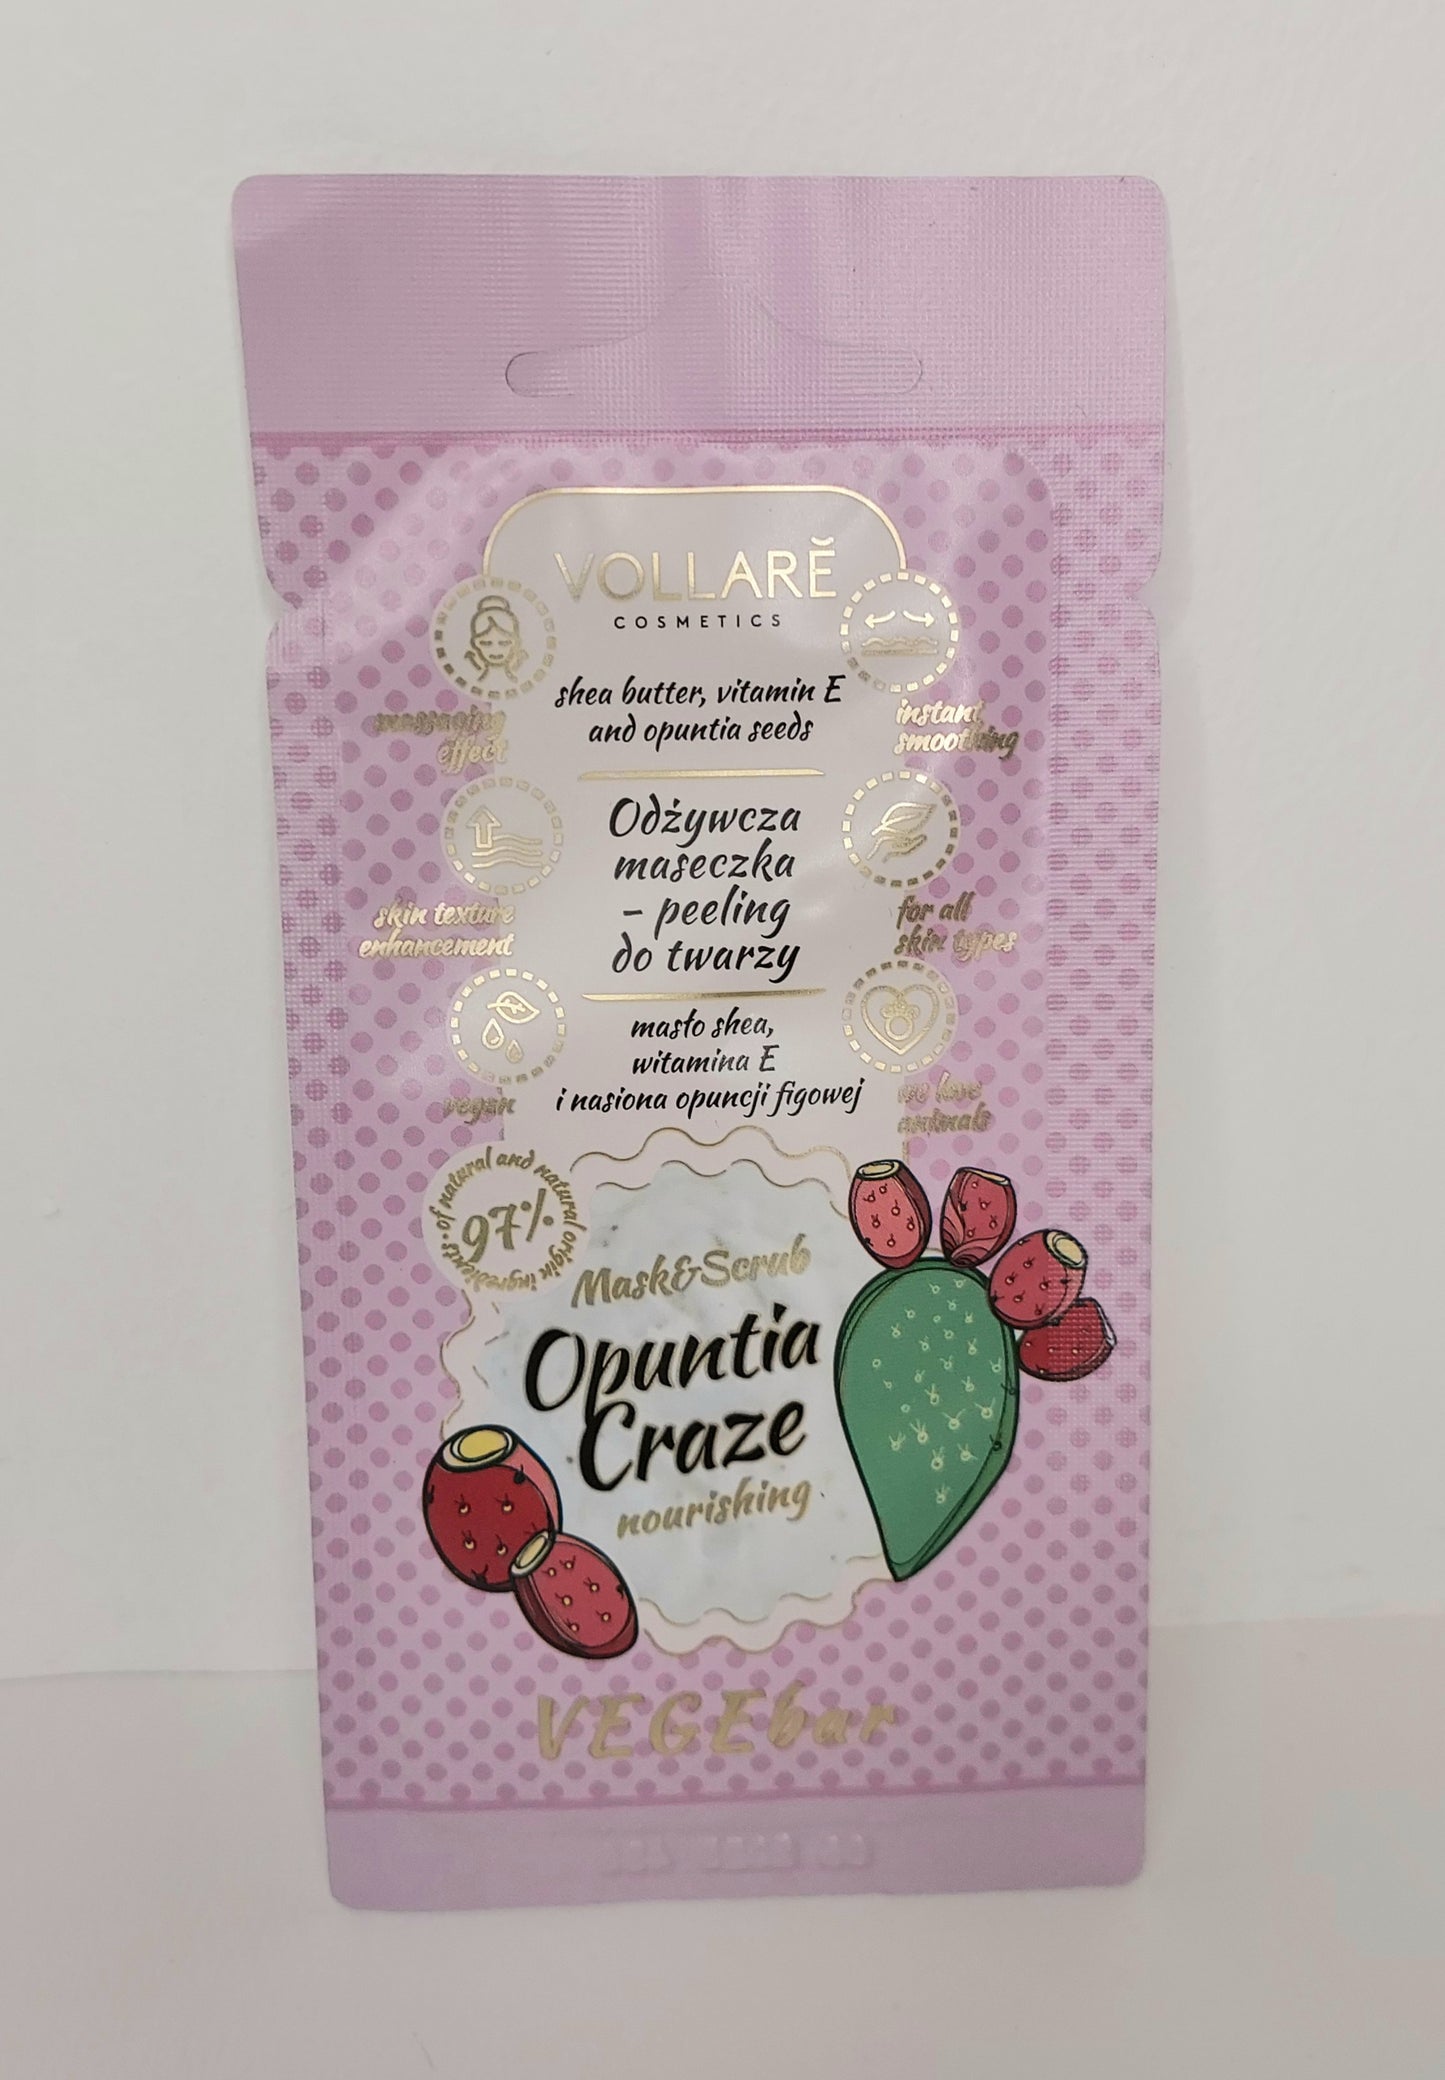 VOLLARĔ
COSMETICS
shea butter, vitamin E
and opuntia seeds
massaging
effect
instant
smoothing
Odżywcza
maseczka
– peeling
do twarzy
skin texture
enhancement
for all
skin types
masło shea,
witamina E
i nasiona opuncji figowej
vegan
we love
animals
97%
of natural and natural origin ingredients
Mask&Scrub
Opuntia
Craze
nourishing
VEGEbar